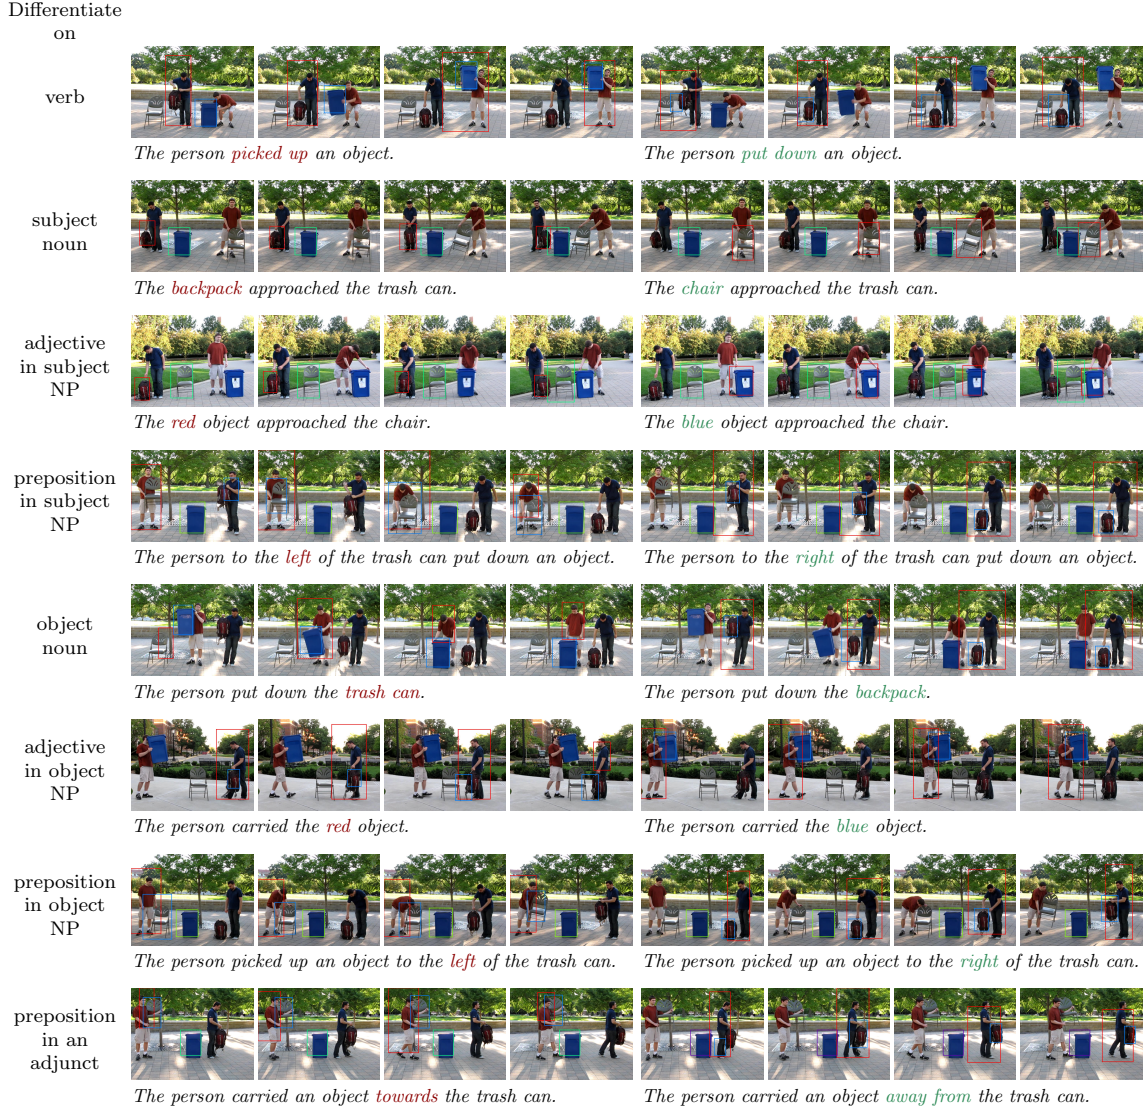 Differentiate
on
verb
The person picked up an object.
The person put down an object.
subject
noun
The backpack approached the trash can.
The chair approached the trash can.
adjective
in subject
NP
The red object approached the chair.
The blue object approached the chair.
preposition
in subject
NP
The person to the left of the trash can put down an object.
The person to the right of the trash can put down an object.
object
noun
The person put down the trash can.
The person put down the backpack.
adjective
in object
NP
The person carried the red object.
The person carried the blue object.
preposition
in object
NP
The person picked up an object to the left of the trash can.
The person picked up an object to the right of the trash can.
preposition
in an
adjunct
The person carried an object towards the trash can.
The person carried an object away from the trash can.